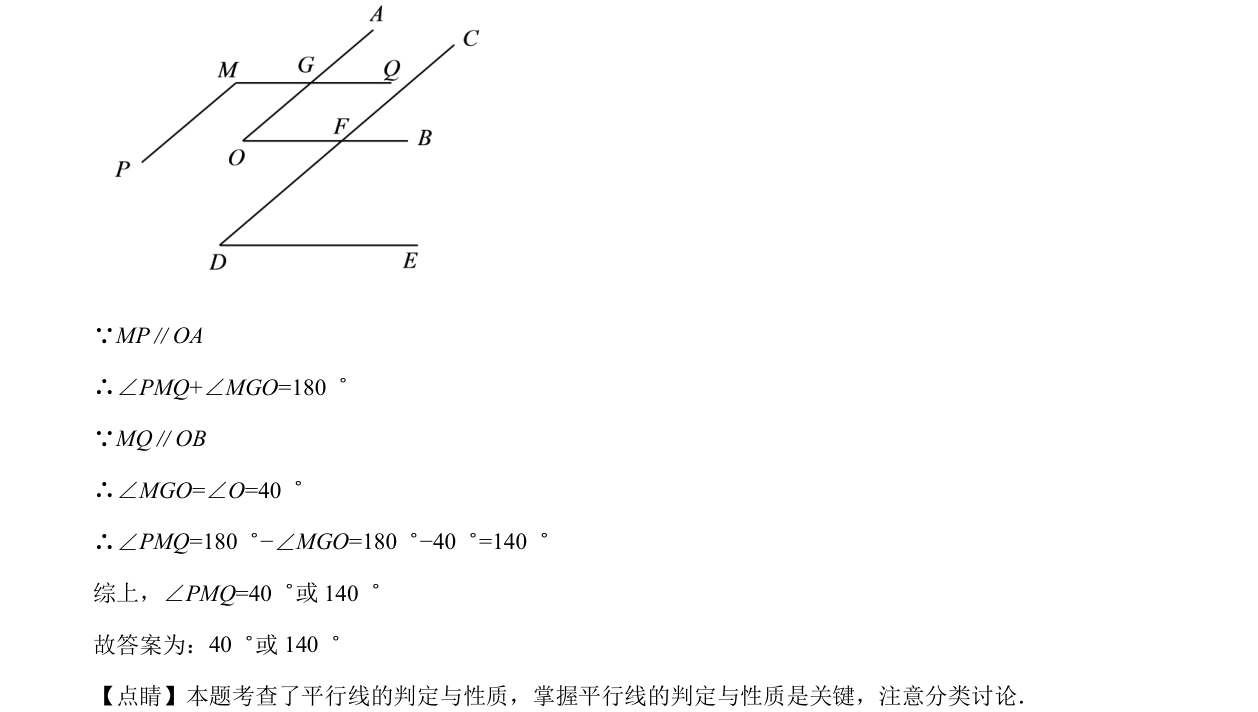 A
C
M
G
Q
F
B
O
P
D
E
∵MP∥OA
∴∠PMQ+∠MGO=180°
∵MQ∥OB
∴∠MGO=∠O=40°
∴∠PMQ=180°−∠MGO=180°−40°=140°
综上，∠PMQ=40°或140°
故答案为：40°或140°
【点睛】本题考查了平行线的判定与性质，掌握平行线的判定与性质是关键，注意分类讨论．